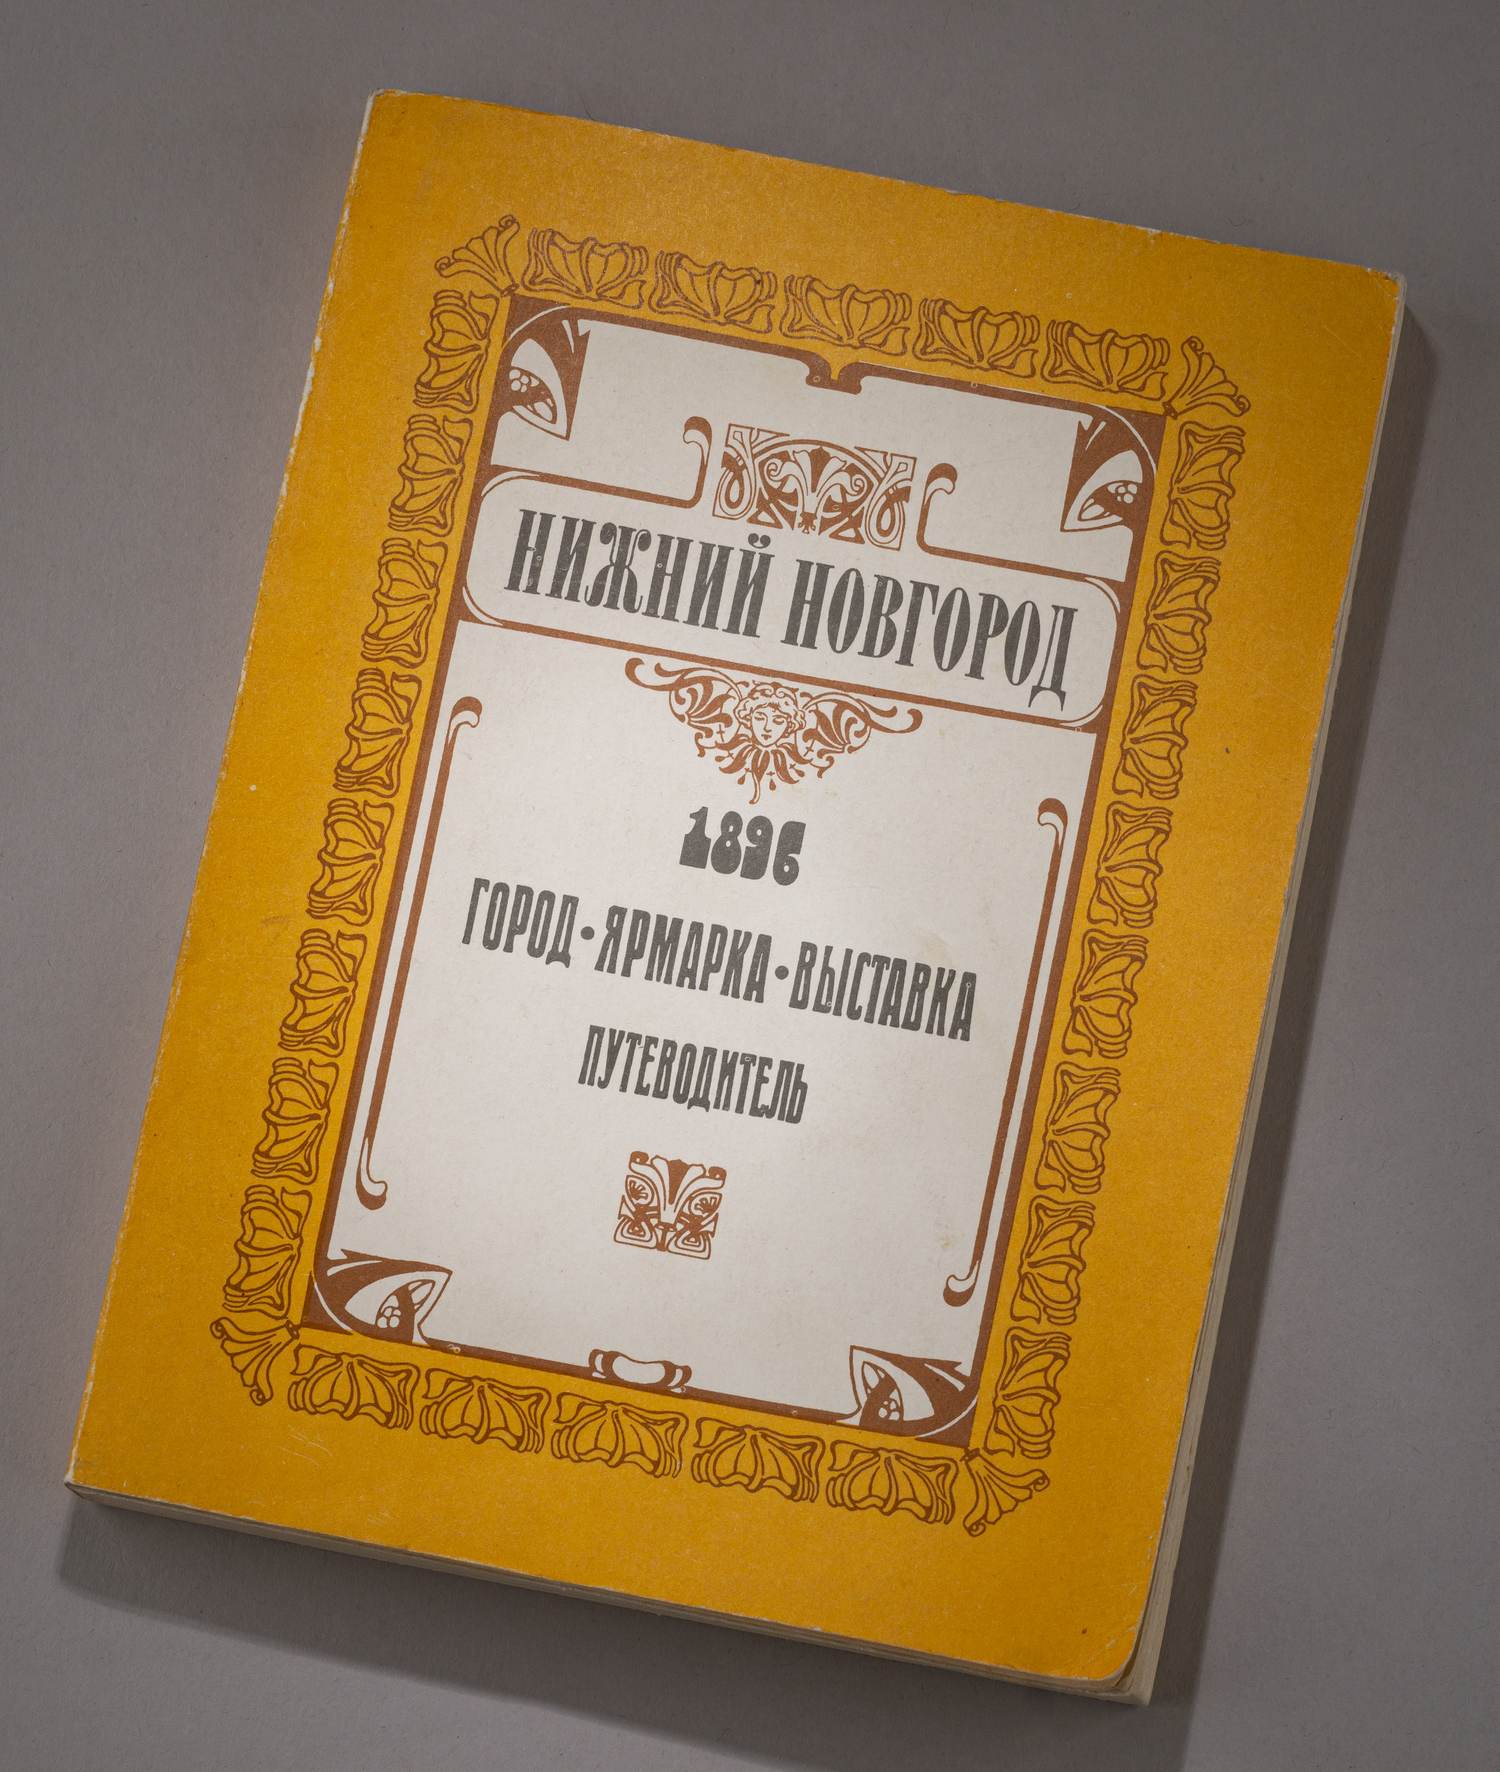 НИЖНИЙ НОВГОРОД
1896
ГОРОД·ЯРМАРКА·ВЫСТАВКА
ПУТЕВОДИТЕЛЬ